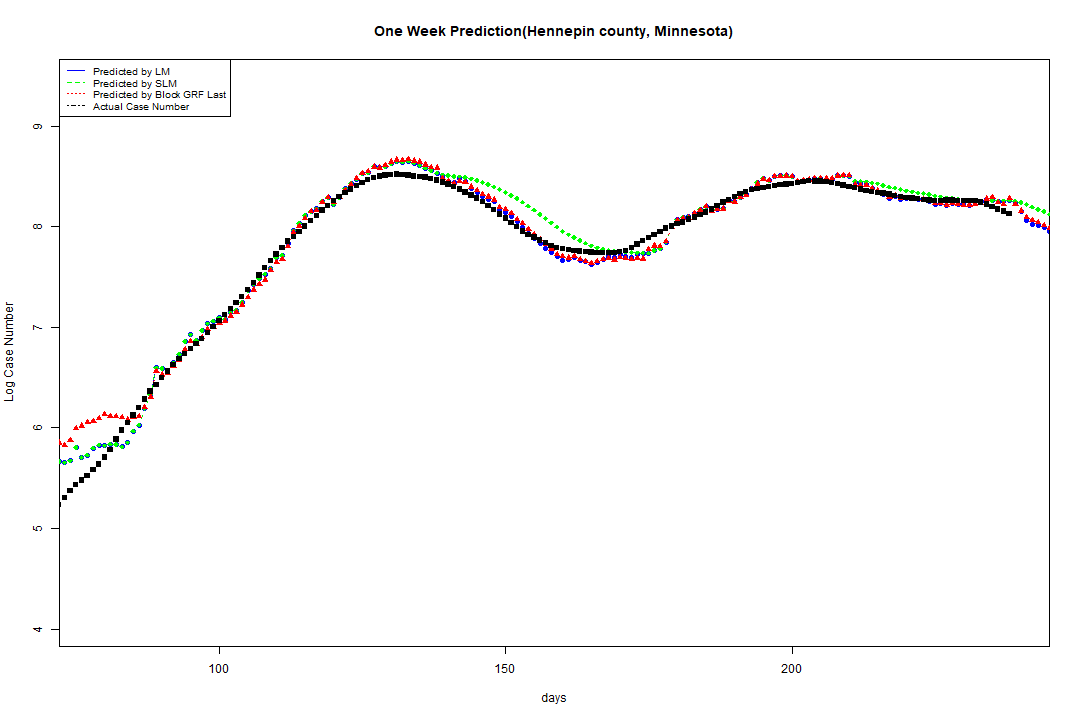 One Week Prediction(Hennepin county, Minnesota)
Predicted by LM
Predicted by SLM
Predicted by Block GRF Last
Actual Case Number
9
8
7
6
5
4
Log Case Number
100 150 200
days